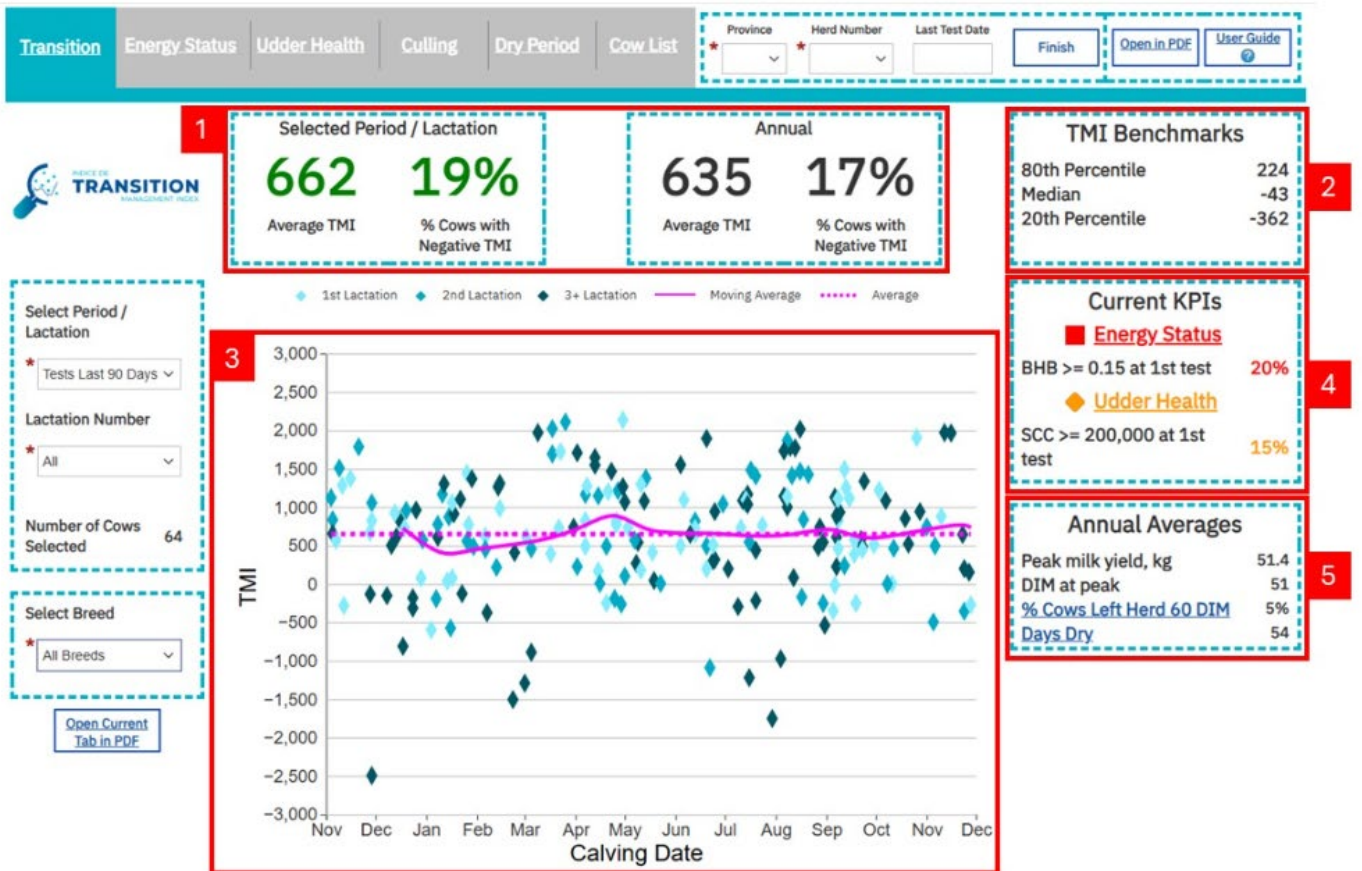 Transition
Energy Status
Udder Health
Culling
Dry Period
Cow List
Province
Herd Number
Last Test Date
*
*
Finish
Open in PDF
User Guide
?
1
Selected Period / Lactation
662
19%
Average TMI
% Cows with
Negative TMI
Annual
635
17%
Average TMI
% Cows with
Negative TMI
TMI Benchmarks
80th Percentile 224
Median -43
20th Percentile -362
2
INDICE DE
TRANSITION
MANAGEMENT INDEX
1st Lactation
2nd Lactation
3+ Lactation
Moving Average
Average
Select Period /
Lactation
* Tests Last 90 Days
Lactation Number
* All
Number of Cows
Selected 64
Select Breed
* All Breeds
Open Current
Tab in PDF
3
TMI
3,000
2,500
2,000
1,500
1,000
500
0
−500
−1,000
−1,500
−2,000
−2,500
−3,000
Nov Dec Jan Feb Mar Apr May Jun Jul Aug Sep Oct Nov Dec
Calving Date
Current KPIs
Energy Status
BHB >= 0.15 at 1st test 20%
Udder Health
SCC >= 200,000 at 1st
test 15%
4
Annual Averages
Peak milk yield, kg 51.4
DIM at peak 51
% Cows Left Herd 60 DIM 5%
Days Dry 54
5